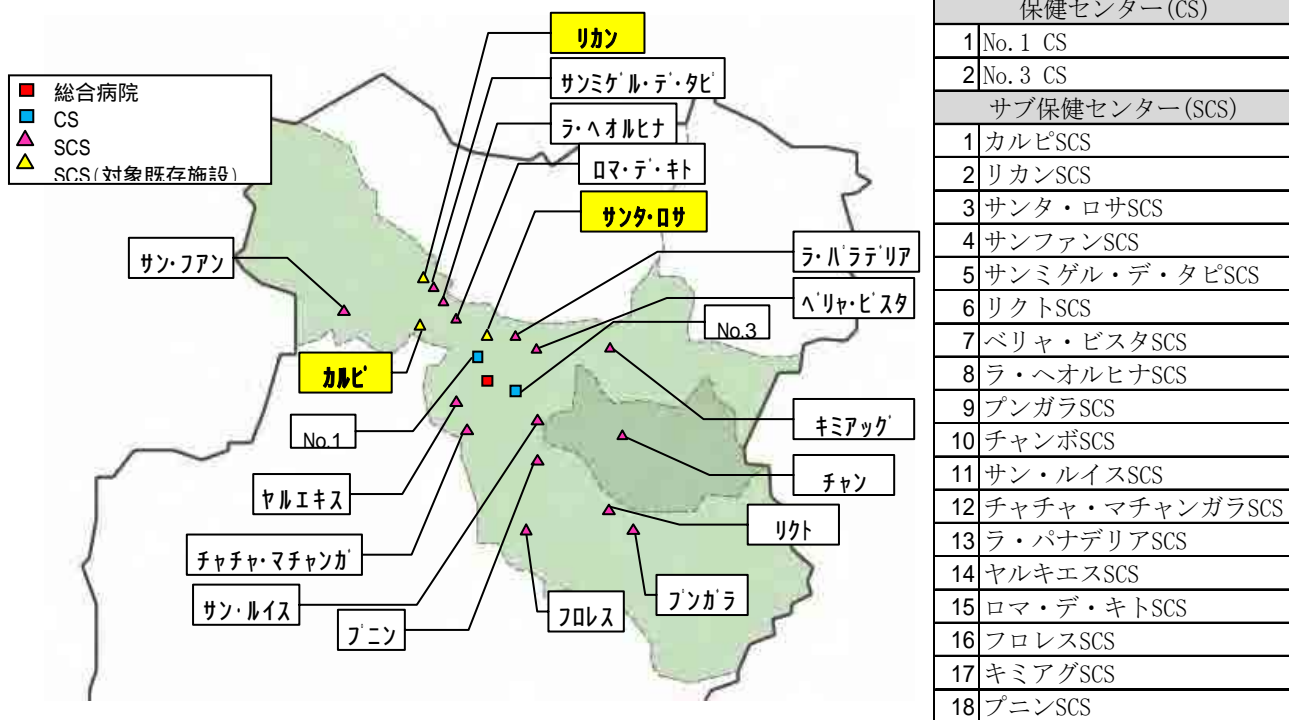 リカン
サンミケﾞル・デ・タピ
ラ・ヘオルヒナ
ロマ・デ・キト
サンタ・ロサ
総合病院
CS
SCS
SCS(対象既存施設)
サン・フアン
ラ・パラデリア
ベリャ・ビスタ
No.3
カルピ
No.1
キミアッグ
チャン
ヤルエキス
リクト
チャチャ・マチャンガ
サン・ルイス
プニン
フロレス
プンガラ
保健センター(CS)
1 No.1 CS
2 No.3 CS
サブ保健センター(SCS)
1 カルピSCS
2 リカンSCS
3 サンタ・ロサSCS
4 サンファンSCS
5 サンミゲル・デ・タピSCS
6 リクトSCS
7 ベリャ・ビスタSCS
8 ラ・ヘオルヒナSCS
9 プンガラSCS
10 チャンボSCS
11 サン・ルイスSCS
12 チャチャ・マチャンガラSCS
13 ラ・パナデリアSCS
14 ヤルキエスSCS
15 ロマ・デ・キトSCS
16 フロレスSCS
17 キミアグSCS
18 プニンSCS